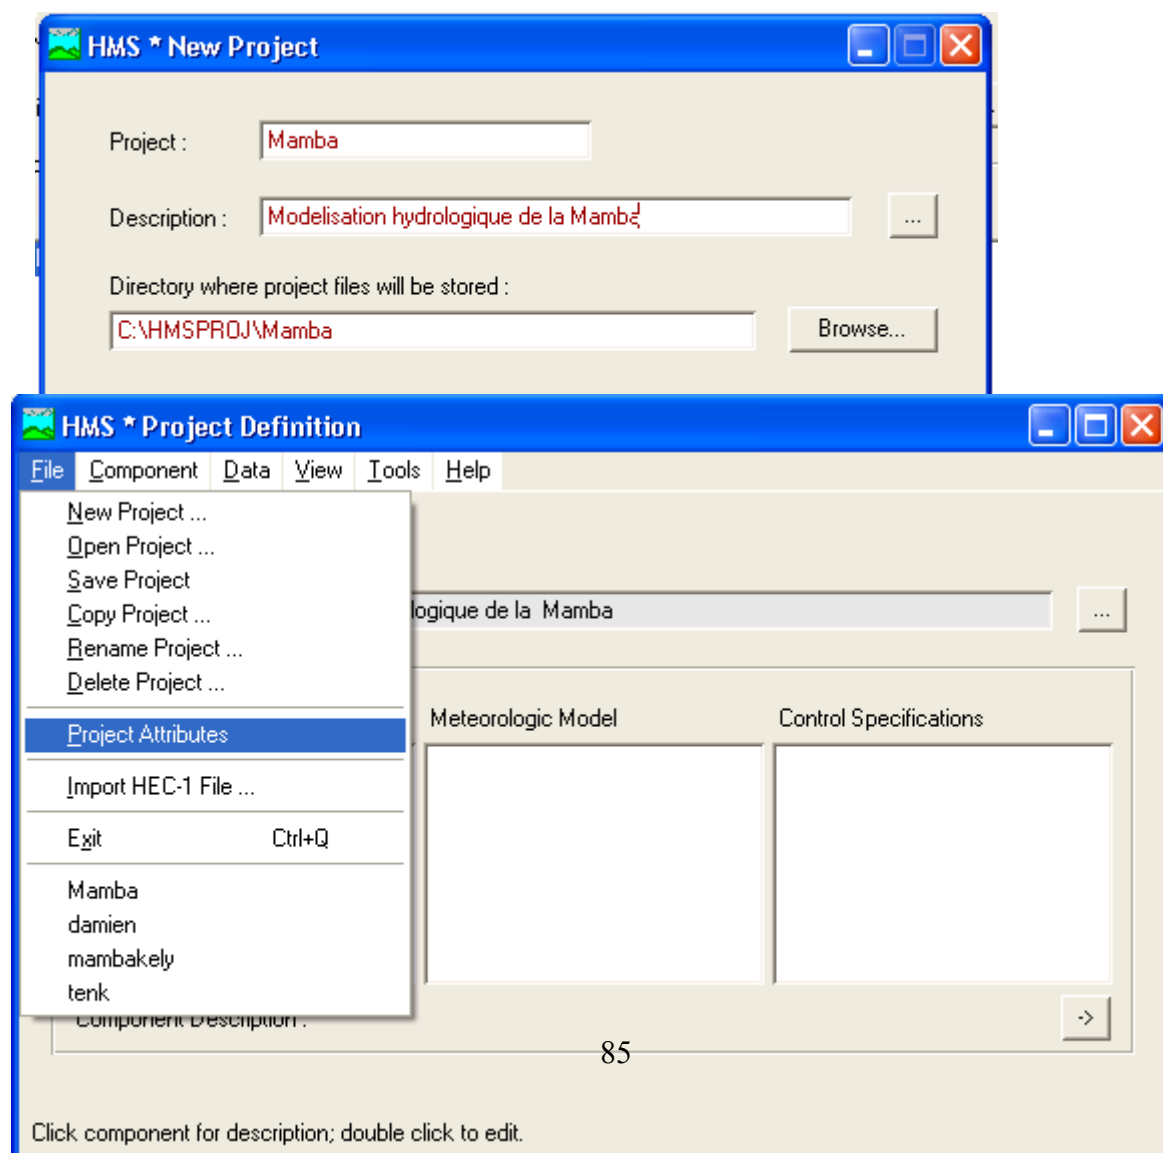 HMS * New Project
Project : Mamba
Description : Modelisation hydrologique de la Mamba ...
Directory where project files will be stored :
C:\HMSPROJ\Mamba Browse...
HMS * Project Definition
File Component Data View Tools Help
New Project ...
Open Project ...
Save Project
Copy Project ...
Rename Project ...
Delete Project ...
Project Attributes
Import HEC-1 File ...
Exit Ctrl+Q
Mamba
damien
mambakely
tenk
logique de la Mamba ...
Meteorologic Model Control Specifications
Component Description : ->
85
Click component for description; double click to edit.